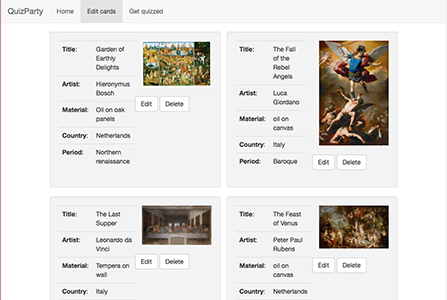 QuizParty Home Edit cards Get quizzed
Title: Garden of
Earthly
Delights
Artist: Hieronymus
Bosch
Material: Oil on oak
panels
Country: Netherlands
Period: Northern
renaissance
Edit Delete
Title: The Fall
of the
Rebel
Angels
Artist: Luca
Giordano
Material: oil on
canvas
Country: Italy
Period: Baroque
Edit Delete
Title: The Last
Supper
Artist: Leonardo da
Vinci
Material: Tempera on
wall
Country: Italy
Edit Delete
Title: The Feast
of Venus
Artist: Peter Paul
Rubens
Material: oil on
canvas
Country: Netherlands
Edit Delete